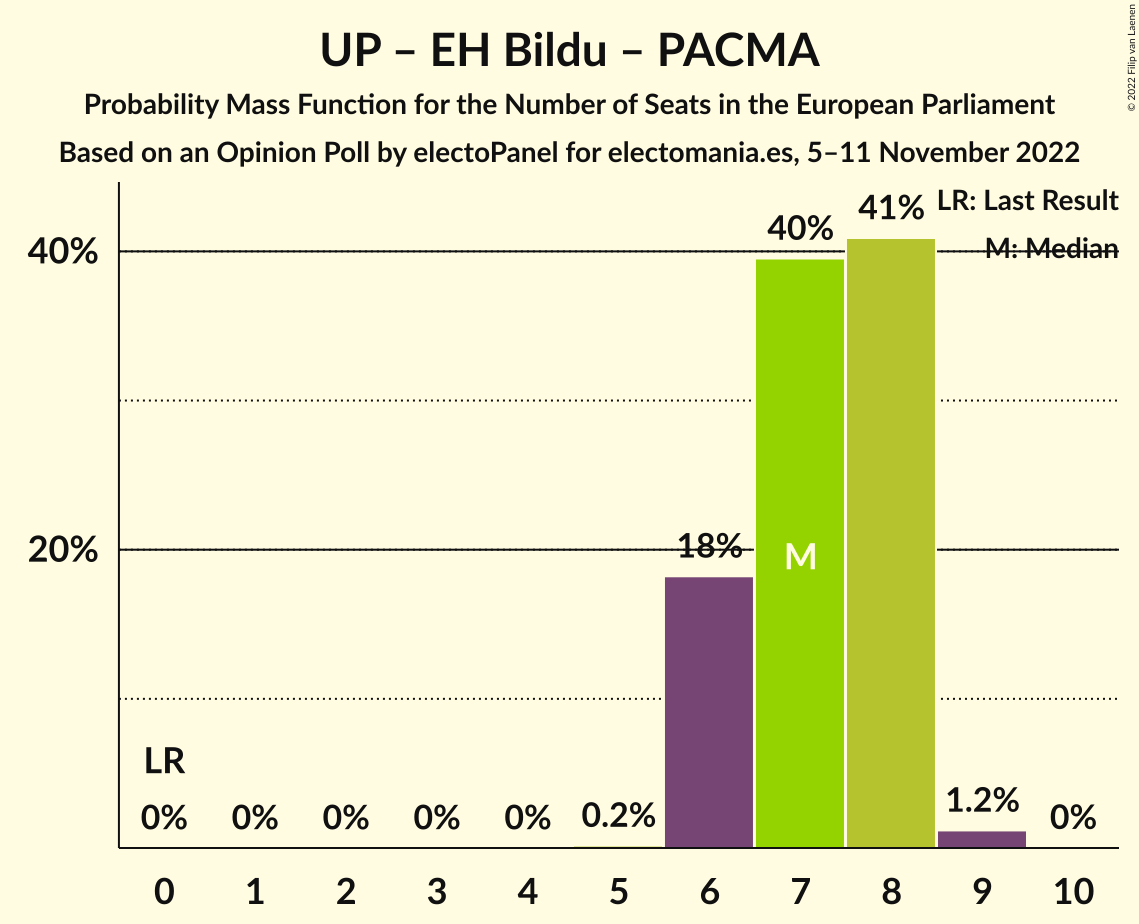 UP – EH Bildu – PACMA
Probability Mass Function for the Number of Seats in the European Parliament
Based on an Opinion Poll by electoPanel for electomania.es, 5–11 November 2022
© 2022 Filip van Laenen
LR: Last Result
M: Median
40%
20%
LR
0%
0%
0%
0%
0%
0.2%
18%
40%
41%
1.2%
0%
M
0 1 2 3 4 5 6 7 8 9 10